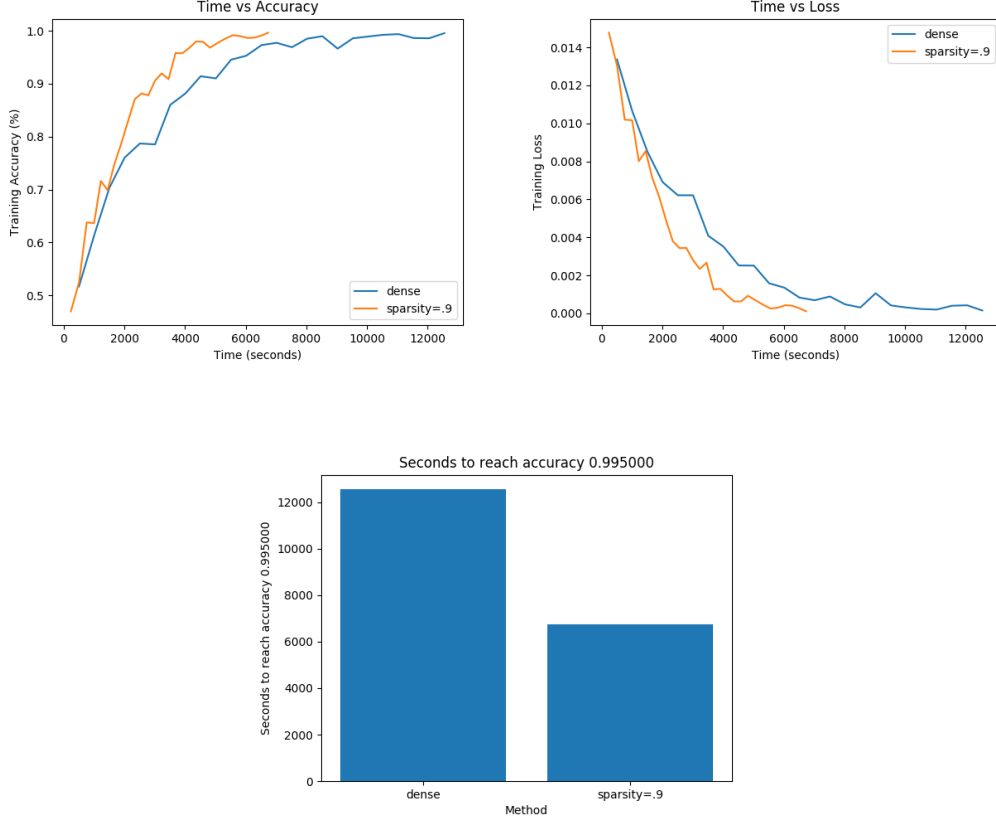 Time vs Accuracy
Training Accuracy (%)
1.0
0.9
0.8
0.7
0.6
0.5
dense
sparsity=.9
0 2000 4000 6000 8000 10000 12000
Time (seconds)
Time vs Loss
Training Loss
0.014
0.012
0.010
0.008
0.006
0.004
0.002
0.000
dense
sparsity=.9
0 2000 4000 6000 8000 10000 12000
Time (seconds)
Seconds to reach accuracy 0.995000
Seconds to reach accuracy 0.995000
12000
10000
8000
6000
4000
2000
0
dense sparsity=.9
Method